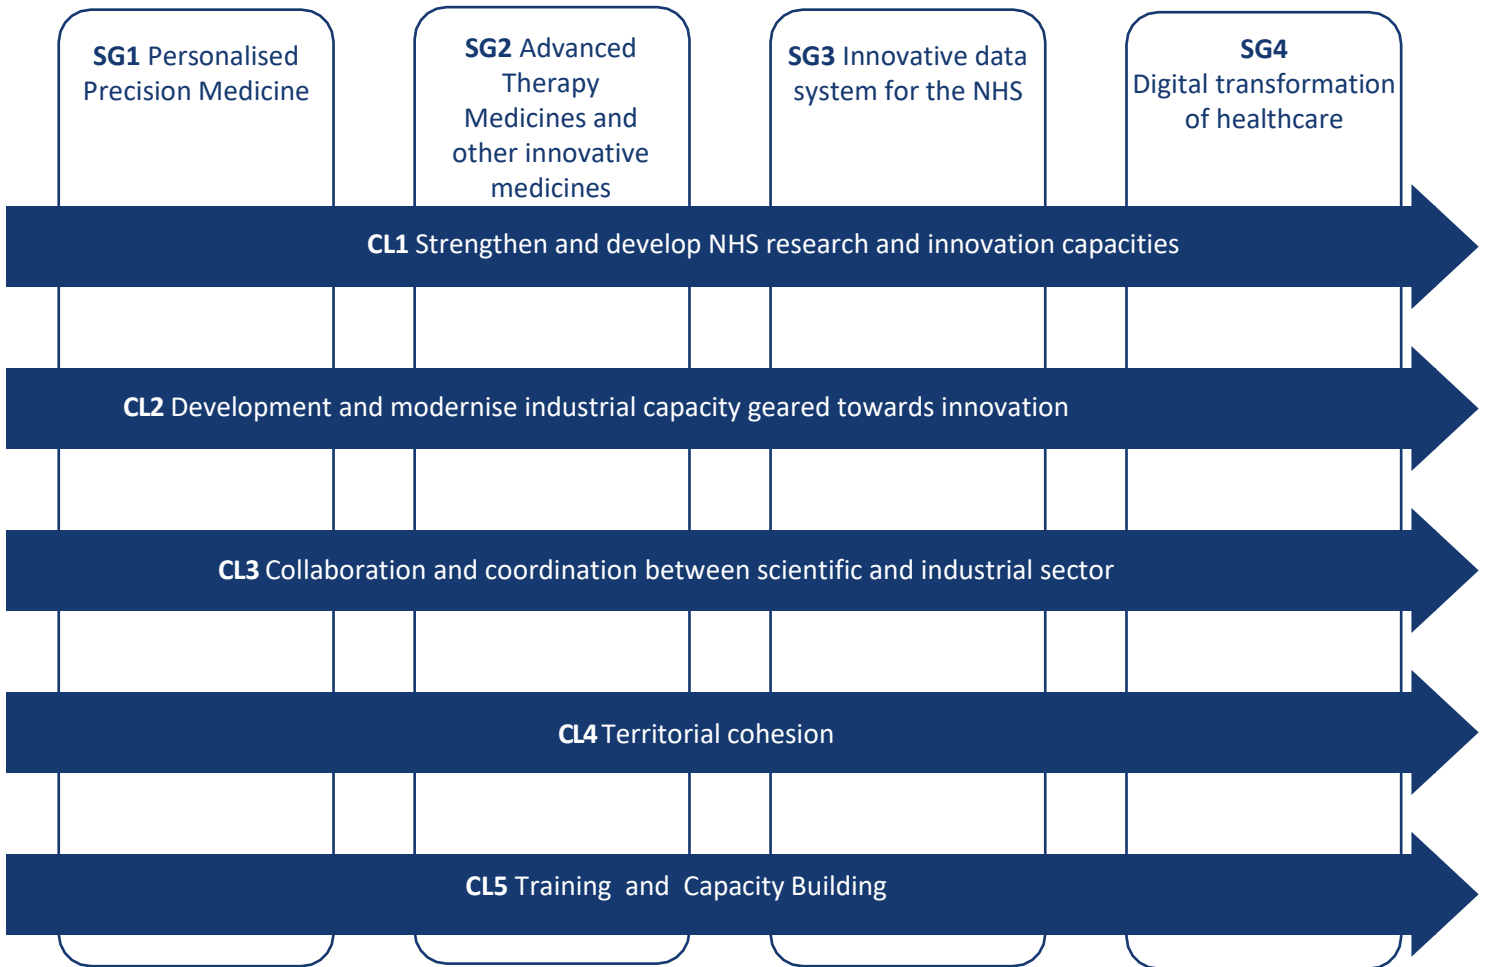 SG1 Personalised
Precision Medicine
SG2 Advanced
Therapy
Medicines and
other innovative
medicines
SG3 Innovative data
system for the NHS
SG4
Digital transformation
of healthcare
CL1 Strengthen and develop NHS research and innovation capacities
CL2 Development and modernise industrial capacity geared towards innovation
CL3 Collaboration and coordination between scientific and industrial sector
CL4 Territorial cohesion
CL5 Training and Capacity Building